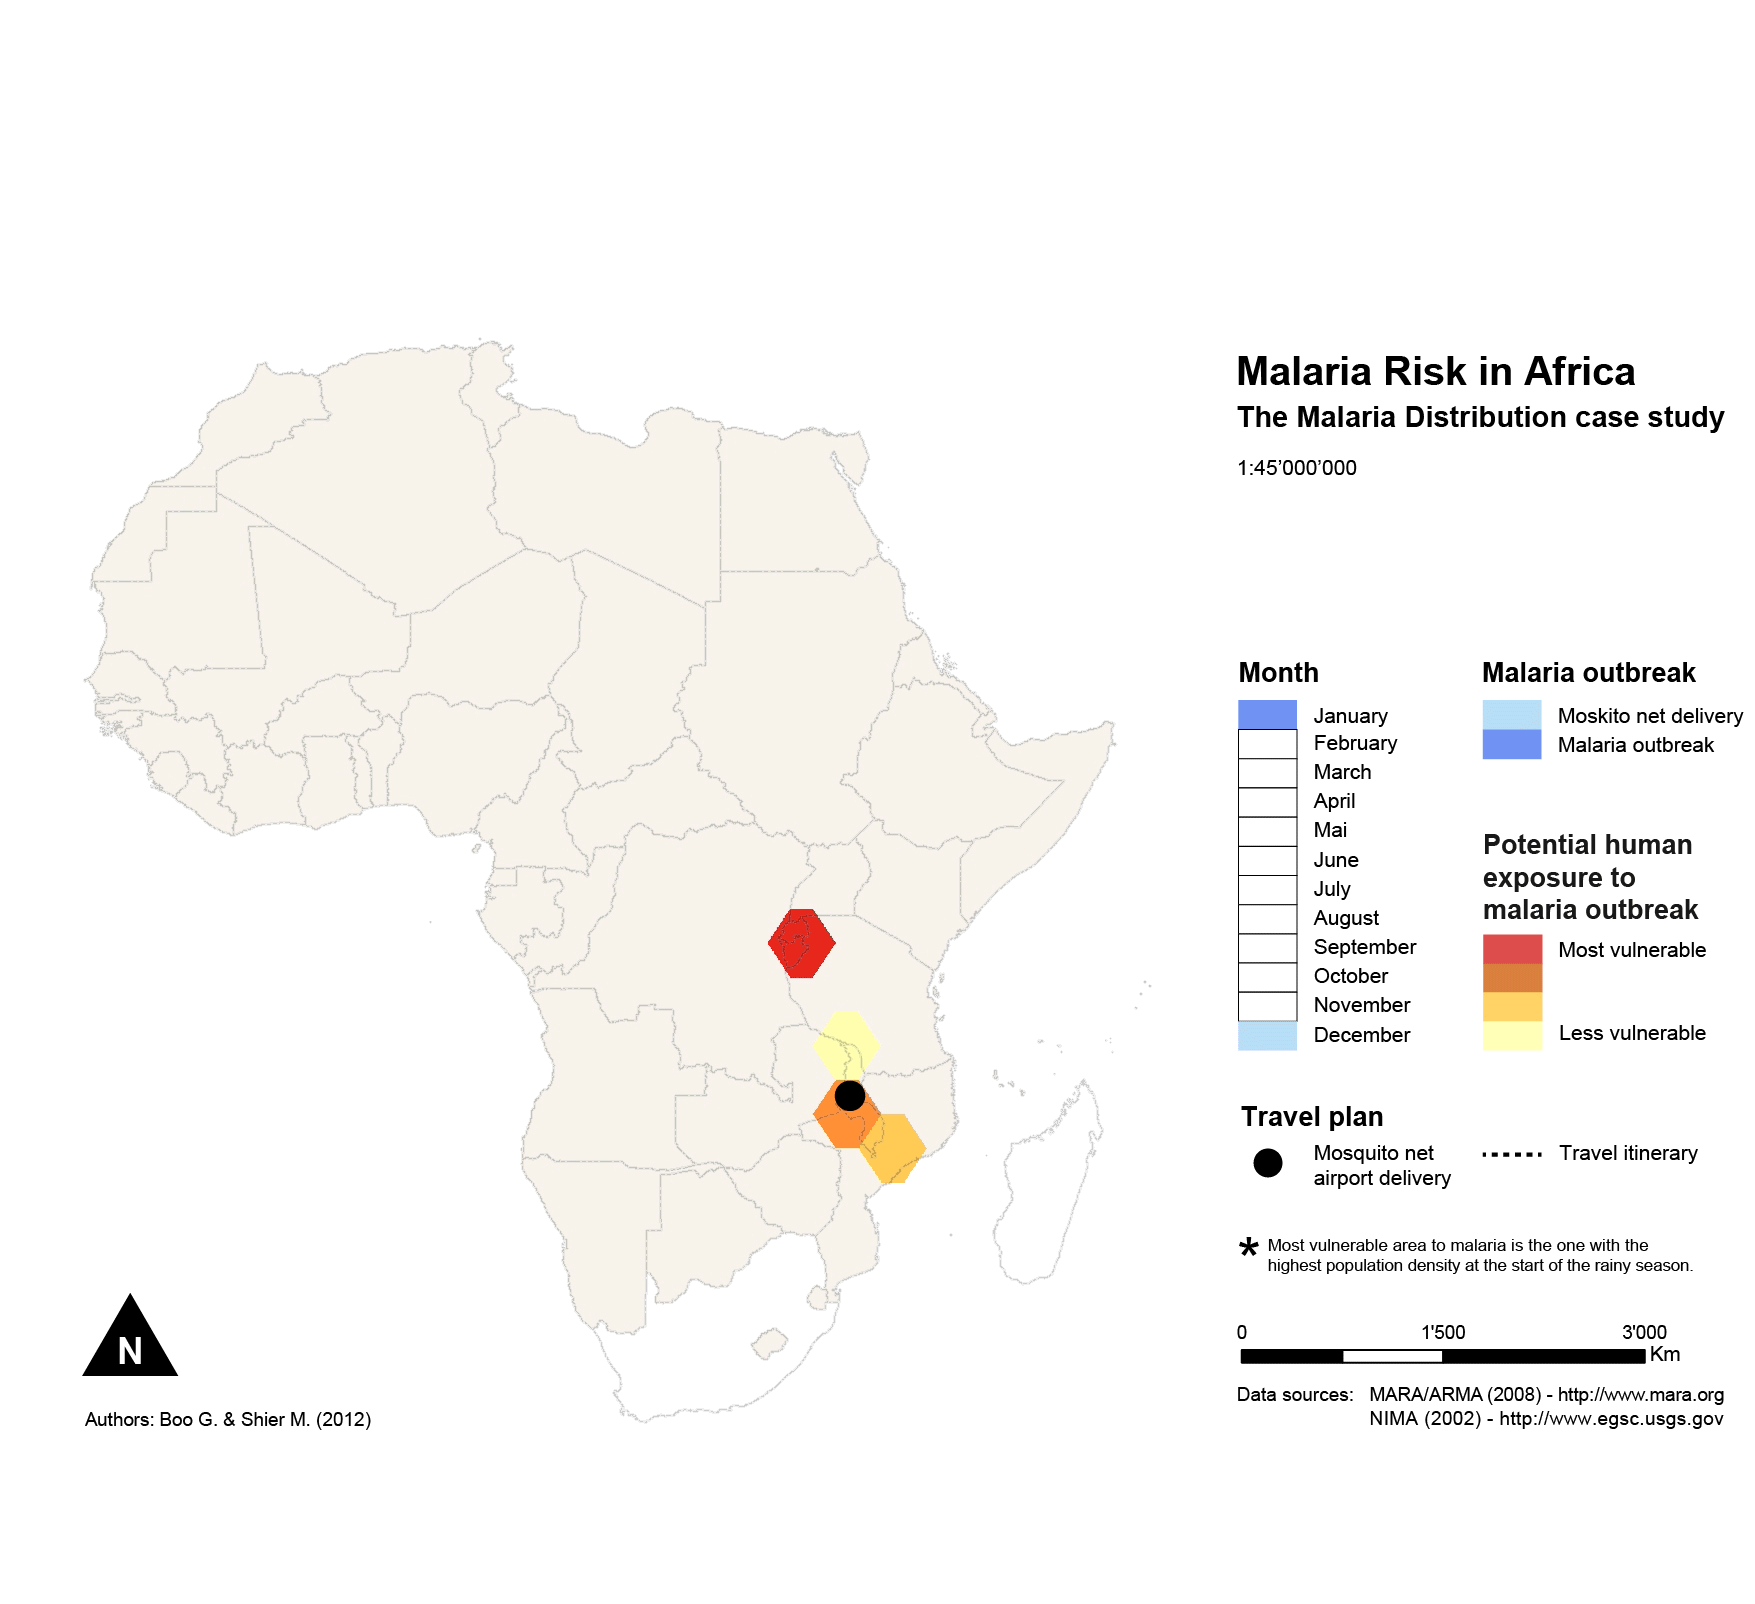 Malaria Risk in Africa
The Malaria Distribution case study
1:45’000’000
Month
January
February
March
April
Mai
June
July
August
September
October
November
December
Malaria outbreak
Moskito net delivery
Malaria outbreak
Potential human
exposure to
malaria outbreak
Most vulnerable
Less vulnerable
Travel plan
Mosquito net
airport delivery
Travel itinerary
* Most vulnerable area to malaria is the one with the
highest population density at the start of the rainy season.
0 1'500 3'000
Km
Data sources: MARA/ARMA (2008) - http://www.mara.org
NIMA (2002) - http://www.egsc.usgs.gov
N
Authors: Boo G. & Shier M. (2012)